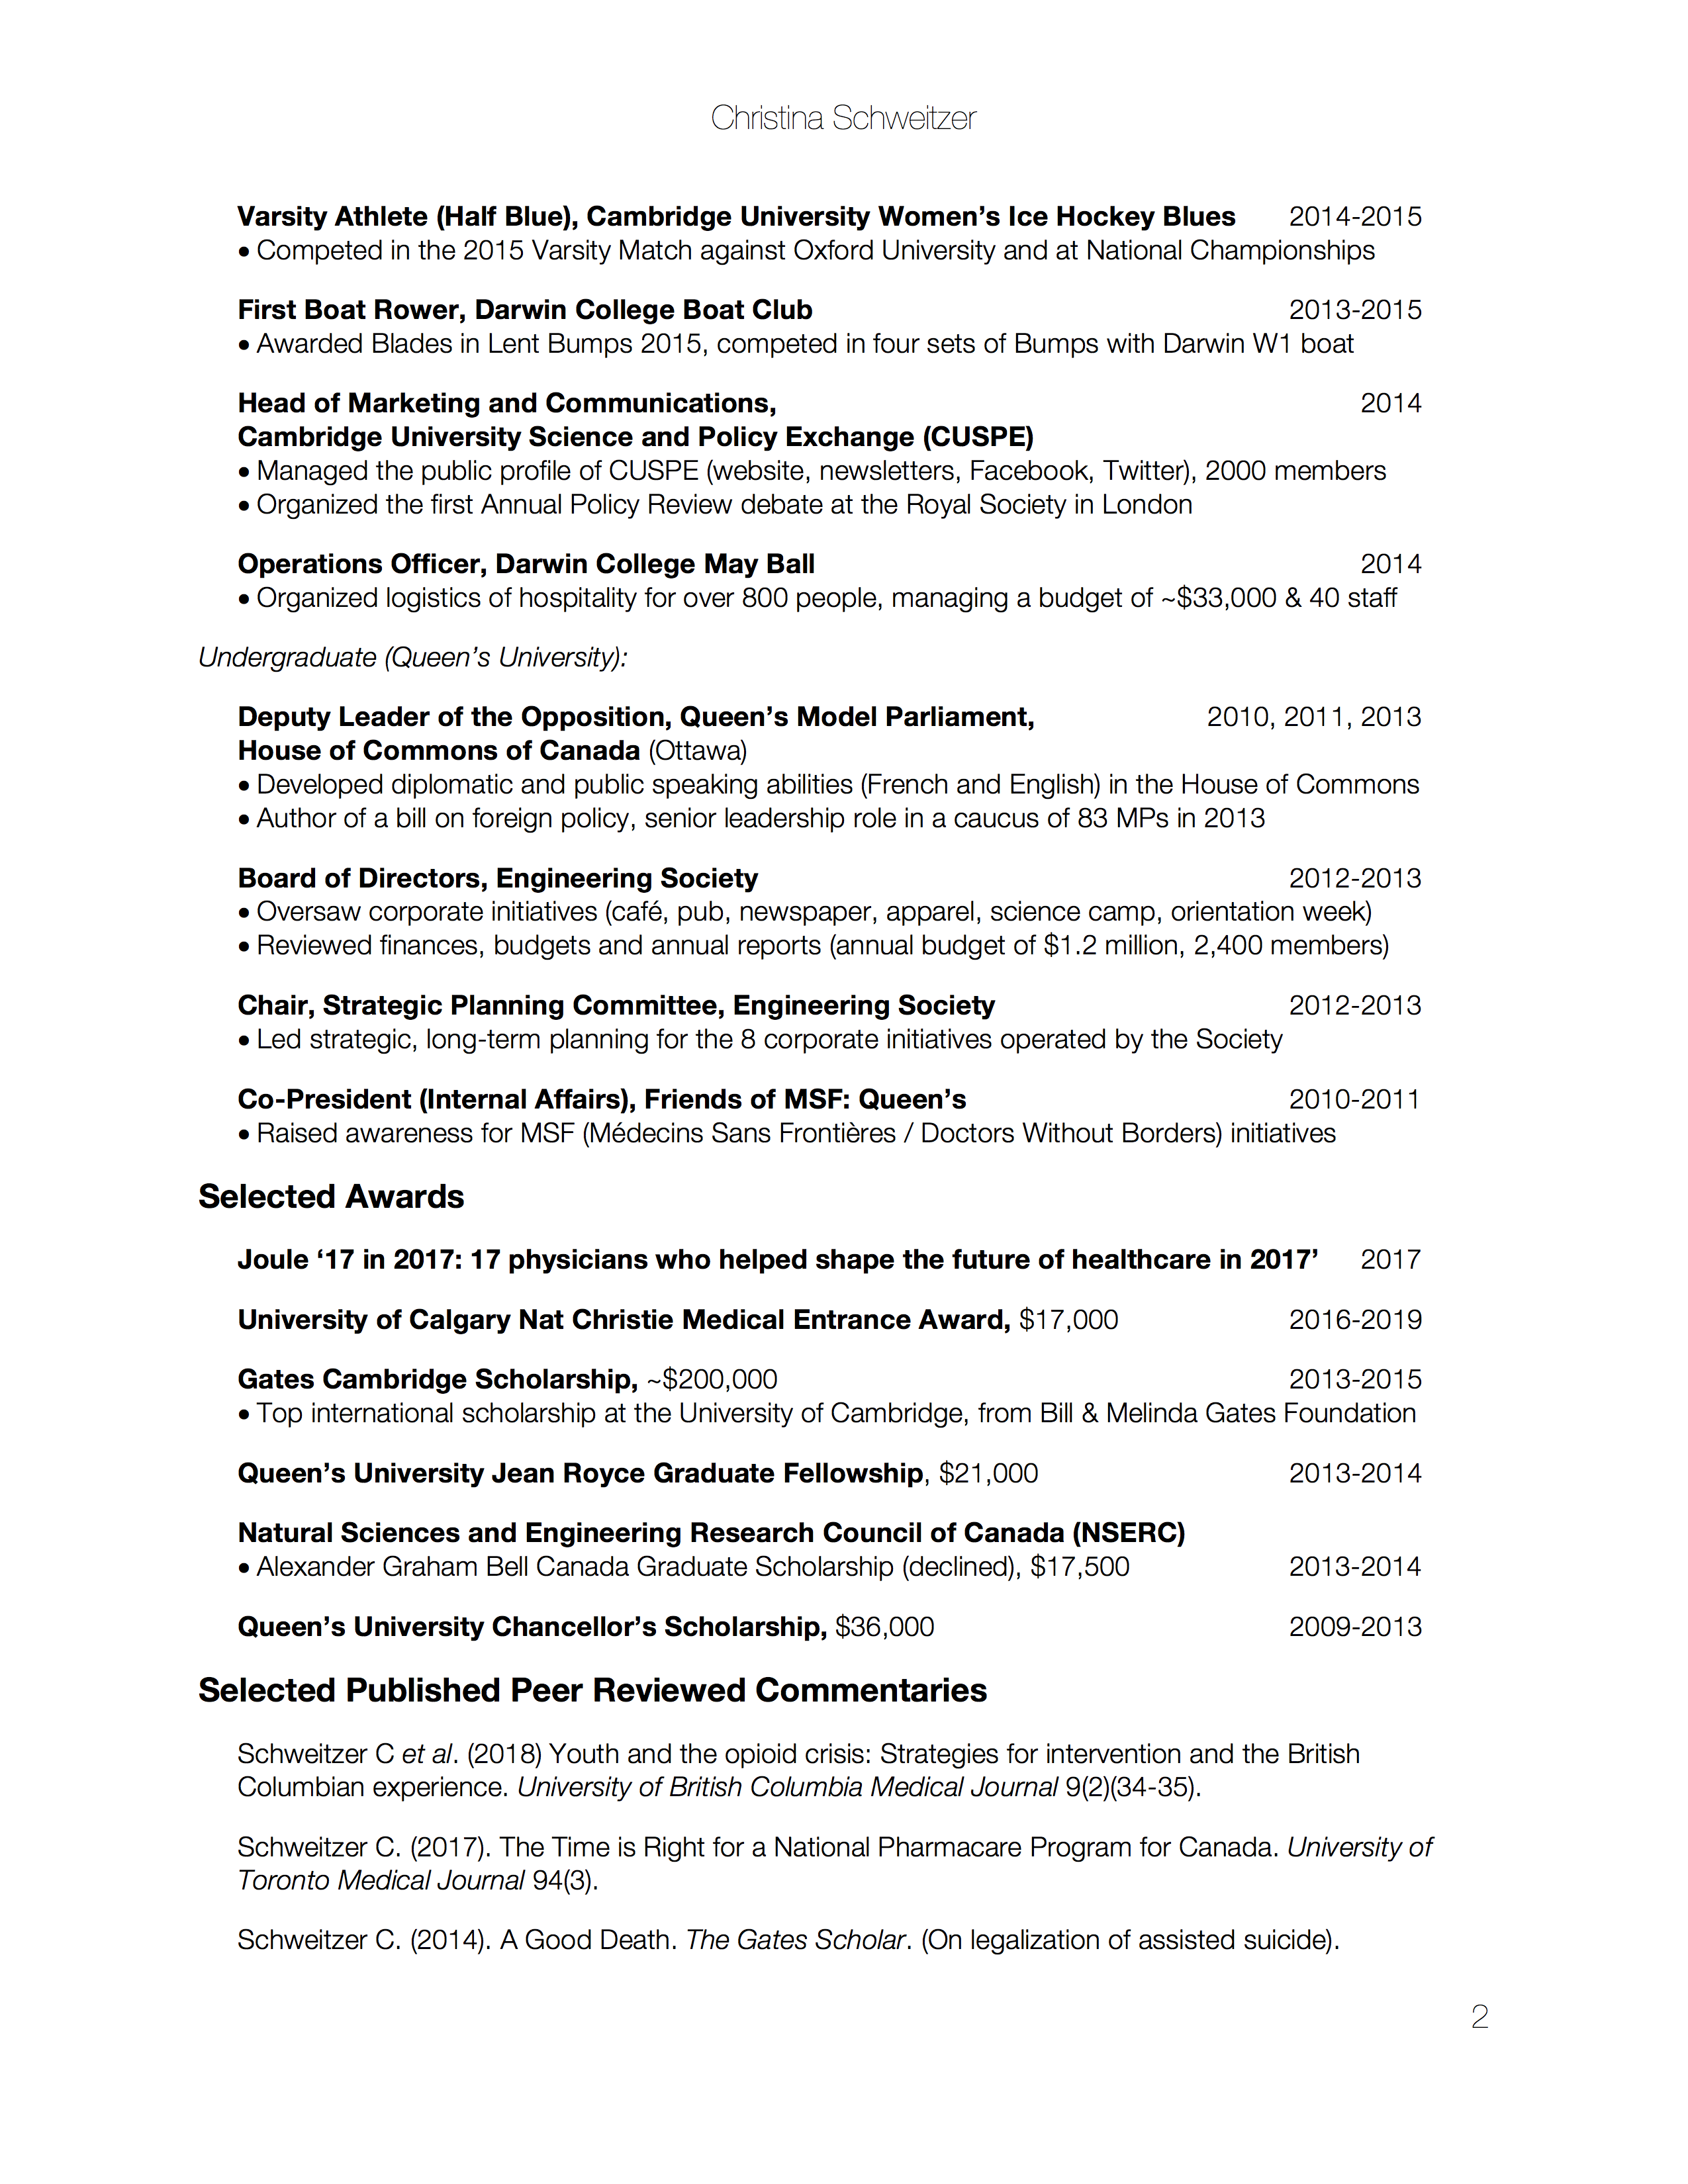 Christina Schweitzer
Varsity Athlete (Half Blue), Cambridge University Women’s Ice Hockey Blues 2014-2015
• Competed in the 2015 Varsity Match against Oxford University and at National Championships
First Boat Rower, Darwin College Boat Club 2013-2015
• Awarded Blades in Lent Bumps 2015, competed in four sets of Bumps with Darwin W1 boat
Head of Marketing and Communications, 2014
Cambridge University Science and Policy Exchange (CUSPE)
• Managed the public profile of CUSPE (website, newsletters, Facebook, Twitter), 2000 members
• Organized the first Annual Policy Review debate at the Royal Society in London
Operations Officer, Darwin College May Ball 2014
• Organized logistics of hospitality for over 800 people, managing a budget of ~$33,000 & 40 staff
Undergraduate (Queen’s University):
Deputy Leader of the Opposition, Queen’s Model Parliament, 2010, 2011, 2013
House of Commons of Canada (Ottawa)
• Developed diplomatic and public speaking abilities (French and English) in the House of Commons
• Author of a bill on foreign policy, senior leadership role in a caucus of 83 MPs in 2013
Board of Directors, Engineering Society 2012-2013
• Oversaw corporate initiatives (café, pub, newspaper, apparel, science camp, orientation week)
• Reviewed finances, budgets and annual reports (annual budget of $1.2 million, 2,400 members)
Chair, Strategic Planning Committee, Engineering Society 2012-2013
• Led strategic, long-term planning for the 8 corporate initiatives operated by the Society
Co-President (Internal Affairs), Friends of MSF: Queen’s 2010-2011
• Raised awareness for MSF (Médecins Sans Frontières / Doctors Without Borders) initiatives
Selected Awards
Joule ‘17 in 2017: 17 physicians who helped shape the future of healthcare in 2017’ 2017
University of Calgary Nat Christie Medical Entrance Award, $17,000 2016-2019
Gates Cambridge Scholarship, ~$200,000 2013-2015
• Top international scholarship at the University of Cambridge, from Bill & Melinda Gates Foundation
Queen’s University Jean Royce Graduate Fellowship, $21,000 2013-2014
Natural Sciences and Engineering Research Council of Canada (NSERC)
• Alexander Graham Bell Canada Graduate Scholarship (declined), $17,500 2013-2014
Queen’s University Chancellor’s Scholarship, $36,000 2009-2013
Selected Published Peer Reviewed Commentaries
Schweitzer C et al. (2018) Youth and the opioid crisis: Strategies for intervention and the British
Columbian experience. University of British Columbia Medical Journal 9(2)(34-35).
Schweitzer C. (2017). The Time is Right for a National Pharmacare Program for Canada. University of
Toronto Medical Journal 94(3).
Schweitzer C. (2014). A Good Death. The Gates Scholar. (On legalization of assisted suicide).
2